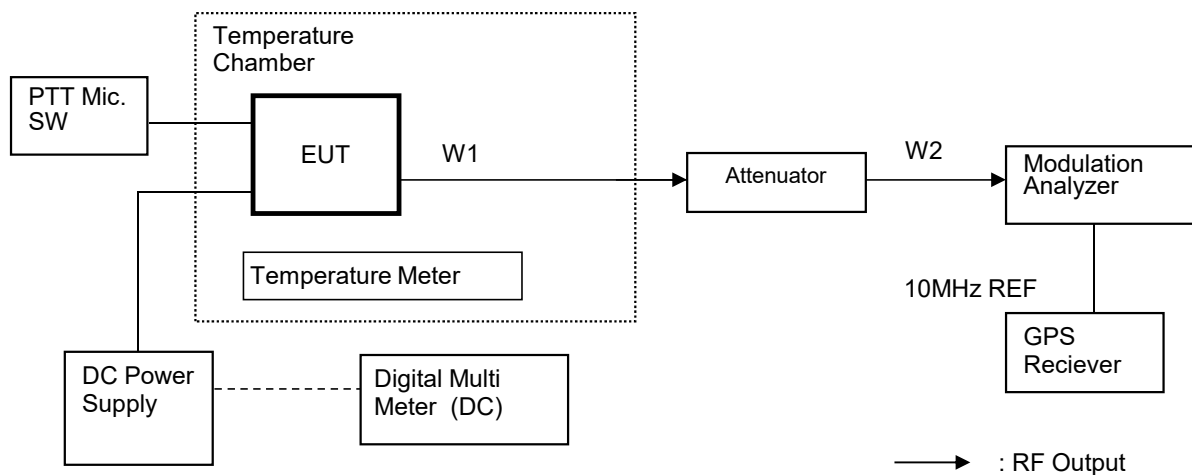 Temperature
Chamber
PTT Mic.
SW
EUT
W1
Attenuator
W2
Modulation
Analyzer
Temperature Meter
10MHz REF
GPS
Reciever
DC Power
Supply
Digital Multi
Meter (DC)
: RF Output